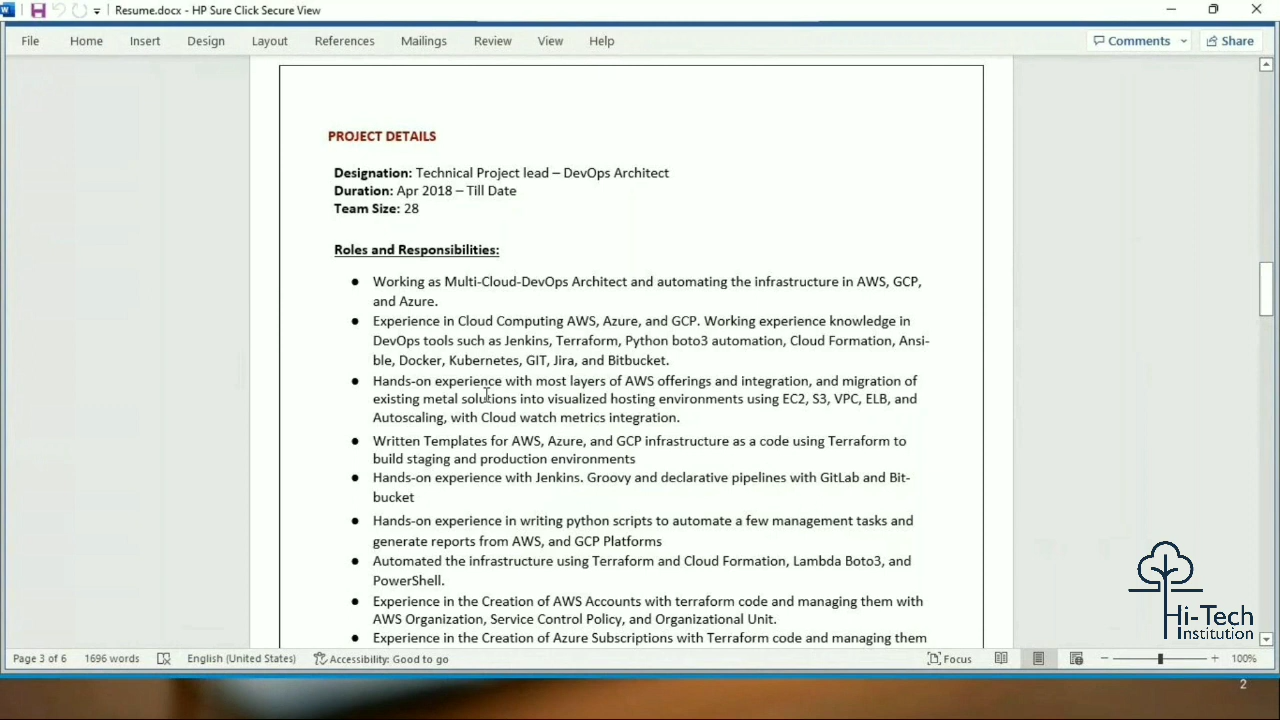 Resume.docx - HP Sure Click Secure View
File Home Insert Design Layout References Mailings Review View Help Comments Share
PROJECT DETAILS
Designation: Technical Project lead – DevOps Architect
Duration: Apr 2018 – Till Date
Team Size: 28
Roles and Responsibilities:
● Working as Multi-Cloud-DevOps Architect and automating the infrastructure in AWS, GCP,
and Azure.
● Experience in Cloud Computing AWS, Azure, and GCP. Working experience knowledge in
DevOps tools such as Jenkins, Terraform, Python boto3 automation, Cloud Formation, Ansi-
ble, Docker, Kubernetes, GIT, Jira, and Bitbucket.
● Hands-on experience with most layers of AWS offerings and integration, and migration of
existing metal solutions into visualized hosting environments using EC2, S3, VPC, ELB, and
Autoscaling, with Cloud watch metrics integration.
● Written Templates for AWS, Azure, and GCP infrastructure as a code using Terraform to
build staging and production environments
● Hands-on experience with Jenkins. Groovy and declarative pipelines with GitLab and Bit-
bucket
● Hands-on experience in writing python scripts to automate a few management tasks and
generate reports from AWS, and GCP Platforms
● Automated the infrastructure using Terraform and Cloud Formation, Lambda Boto3, and
PowerShell.
● Experience in the Creation of AWS Accounts with terraform code and managing them with
AWS Organization, Service Control Policy, and Organizational Unit.
● Experience in the Creation of Azure Subscriptions with Terraform code and managing them
Hi-Tech
Institution
Page 3 of 6 1696 words English (United States) Accessibility: Good to go Focus 100%
2